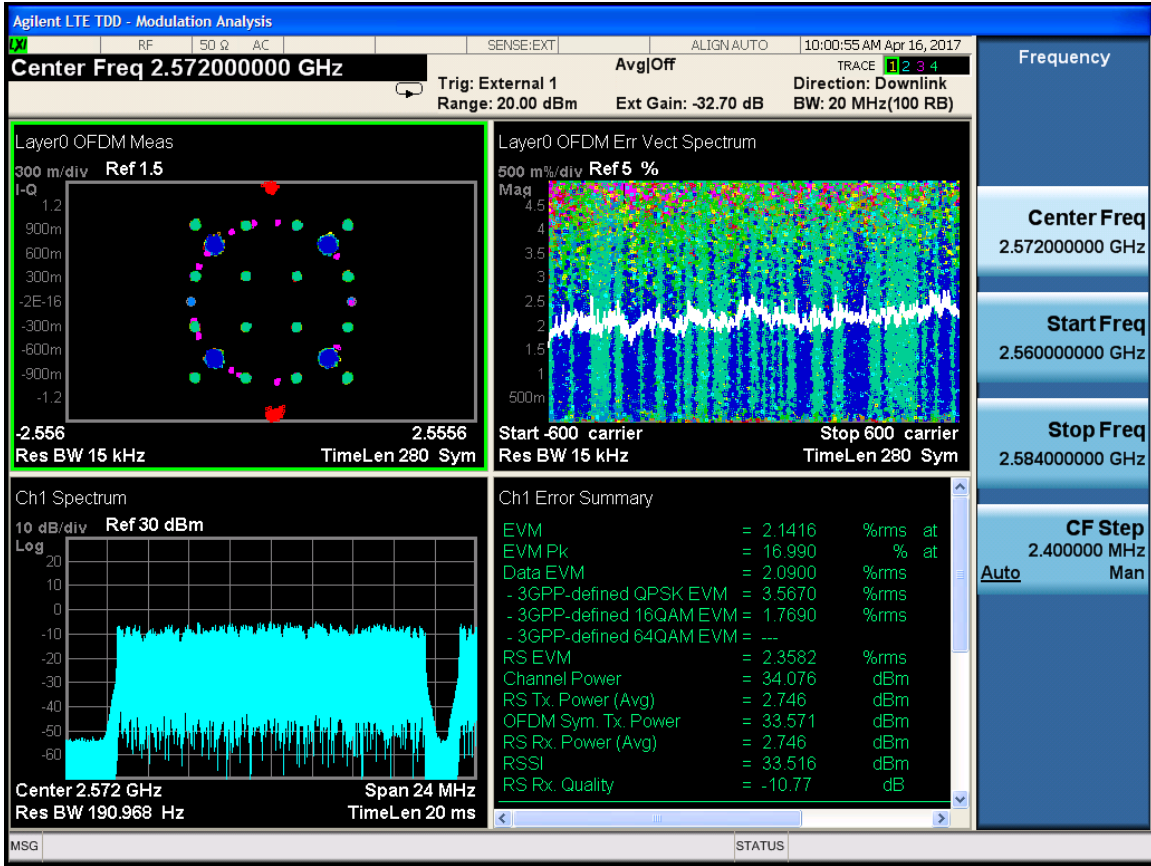 Agilent LTE TDD - Modulation Analysis
LXI RF 50 Ω AC SENSE:EXT ALIGN AUTO 10:00:55 AM Apr 16, 2017
Center Freq 2.572000000 GHz
Avg|Off
TRACE 1 2 3 4
Trig: External 1
Direction: Downlink
Range: 20.00 dBm Ext Gain: -32.70 dB BW: 20 MHz(100 RB)
Layer0 OFDM Meas
300 m/div Ref 1.5
I-Q
1.2
900m
600m
300m
-2E-16
-300m
-600m
-900m
-1.2
-2.556 2.5556
Res BW 15 kHz TimeLen 280 Sym
Layer0 OFDM Err Vect Spectrum
500 m%/div Ref 5 %
Mag
4.5
4
3.5
3
2.5
2
1.5
1
500m
Start -600 carrier Stop 600 carrier
Res BW 15 kHz TimeLen 280 Sym
Ch1 Spectrum
10 dB/div Ref 30 dBm
Log
20
10
0
-10
-20
-30
-40
-50
-60
Center 2.572 GHz Span 24 MHz
Res BW 190.968 Hz TimeLen 20 ms
Ch1 Error Summary
EVM = 2.1416 %rms at
EVM Pk = 16.990 % at
Data EVM = 2.0900 %rms
- 3GPP-defined QPSK EVM = 3.5670 %rms
- 3GPP-defined 16QAM EVM = 1.7690 %rms
- 3GPP-defined 64QAM EVM = ---
RS EVM = 2.3582 %rms
Channel Power = 34.076 dBm
RS Tx. Power (Avg) = 2.746 dBm
OFDM Sym. Tx. Power = 33.571 dBm
RS Rx. Power (Avg) = 2.746 dBm
RSSI = 33.516 dBm
RS Rx. Quality = -10.77 dB
Frequency
Center Freq
2.572000000 GHz
Start Freq
2.560000000 GHz
Stop Freq
2.584000000 GHz
CF Step
2.400000 MHz
Auto Man
MSG STATUS